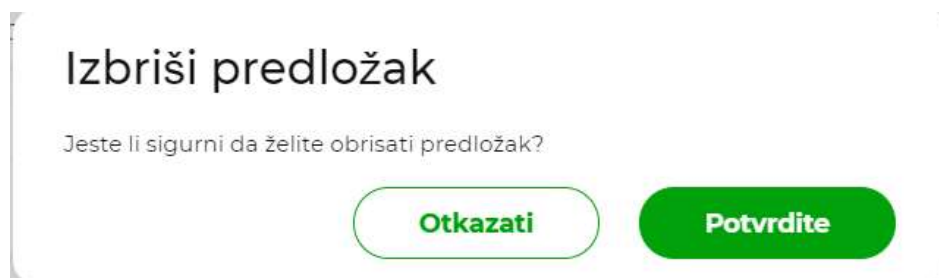 Izbriši predložak
Jeste li sigurni da želite obrisati predložak?
Otkazati
Potvrdite